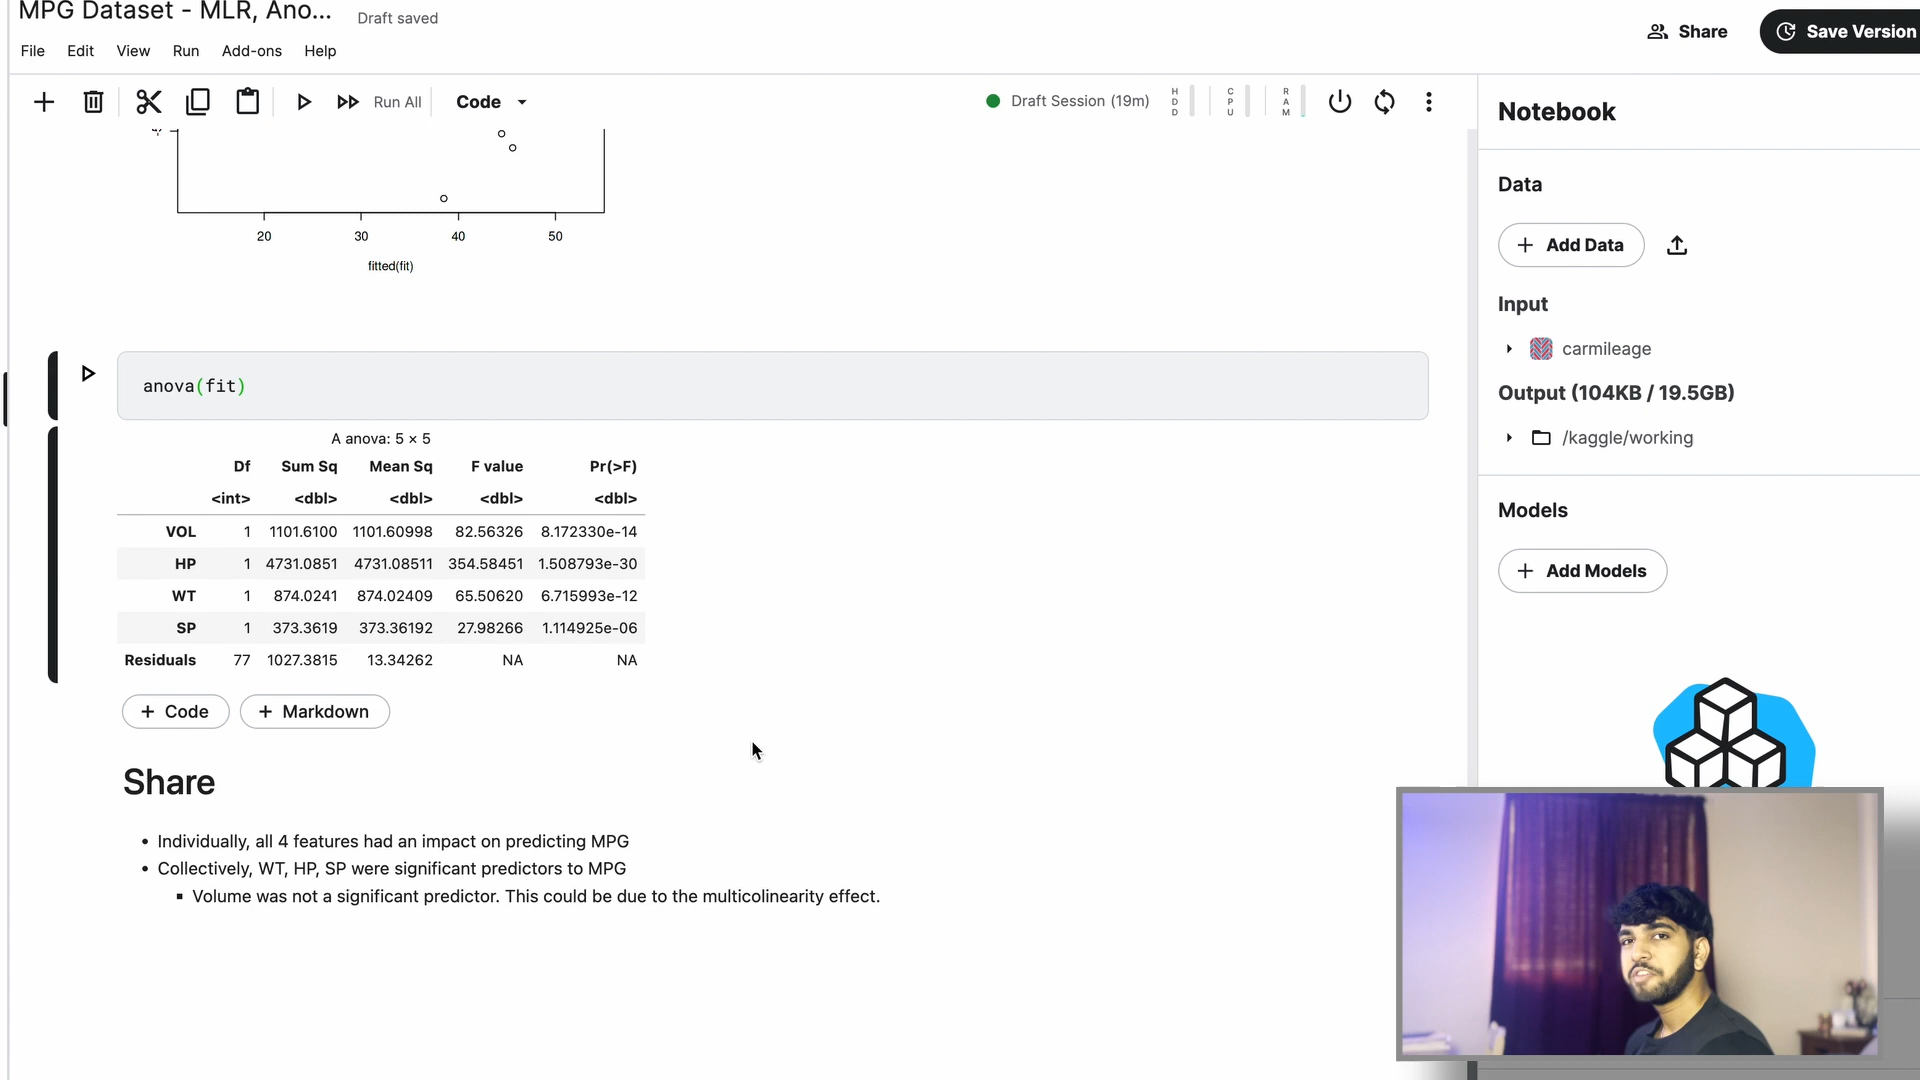 MPG Dataset - MLR, Ano...
Draft saved
File Edit View Run Add-ons Help
Share
Save Version
Run All
Code
Draft Session (19m)
HDD
CPU
RAM
20 30 40 50
fitted(fit)
anova(fit)
A anova: 5 × 5
Df Sum Sq Mean Sq F value Pr(>F)
<int> <dbl> <dbl> <dbl> <dbl>
VOL 1 1101.6100 1101.60998 82.56326 8.172330e-14
HP 1 4731.0851 4731.08511 354.58451 1.508793e-30
WT 1 874.0241 874.02409 65.50620 6.715993e-12
SP 1 373.3619 373.36192 27.98266 1.114925e-06
Residuals 77 1027.3815 13.34262 NA NA
+ Code
+ Markdown
Share
• Individually, all 4 features had an impact on predicting MPG
• Collectively, WT, HP, SP were significant predictors to MPG
▪ Volume was not a significant predictor. This could be due to the multicolinearity effect.
Notebook
Data
+ Add Data
Input
carmileage
Output (104KB / 19.5GB)
/kaggle/working
Models
+ Add Models